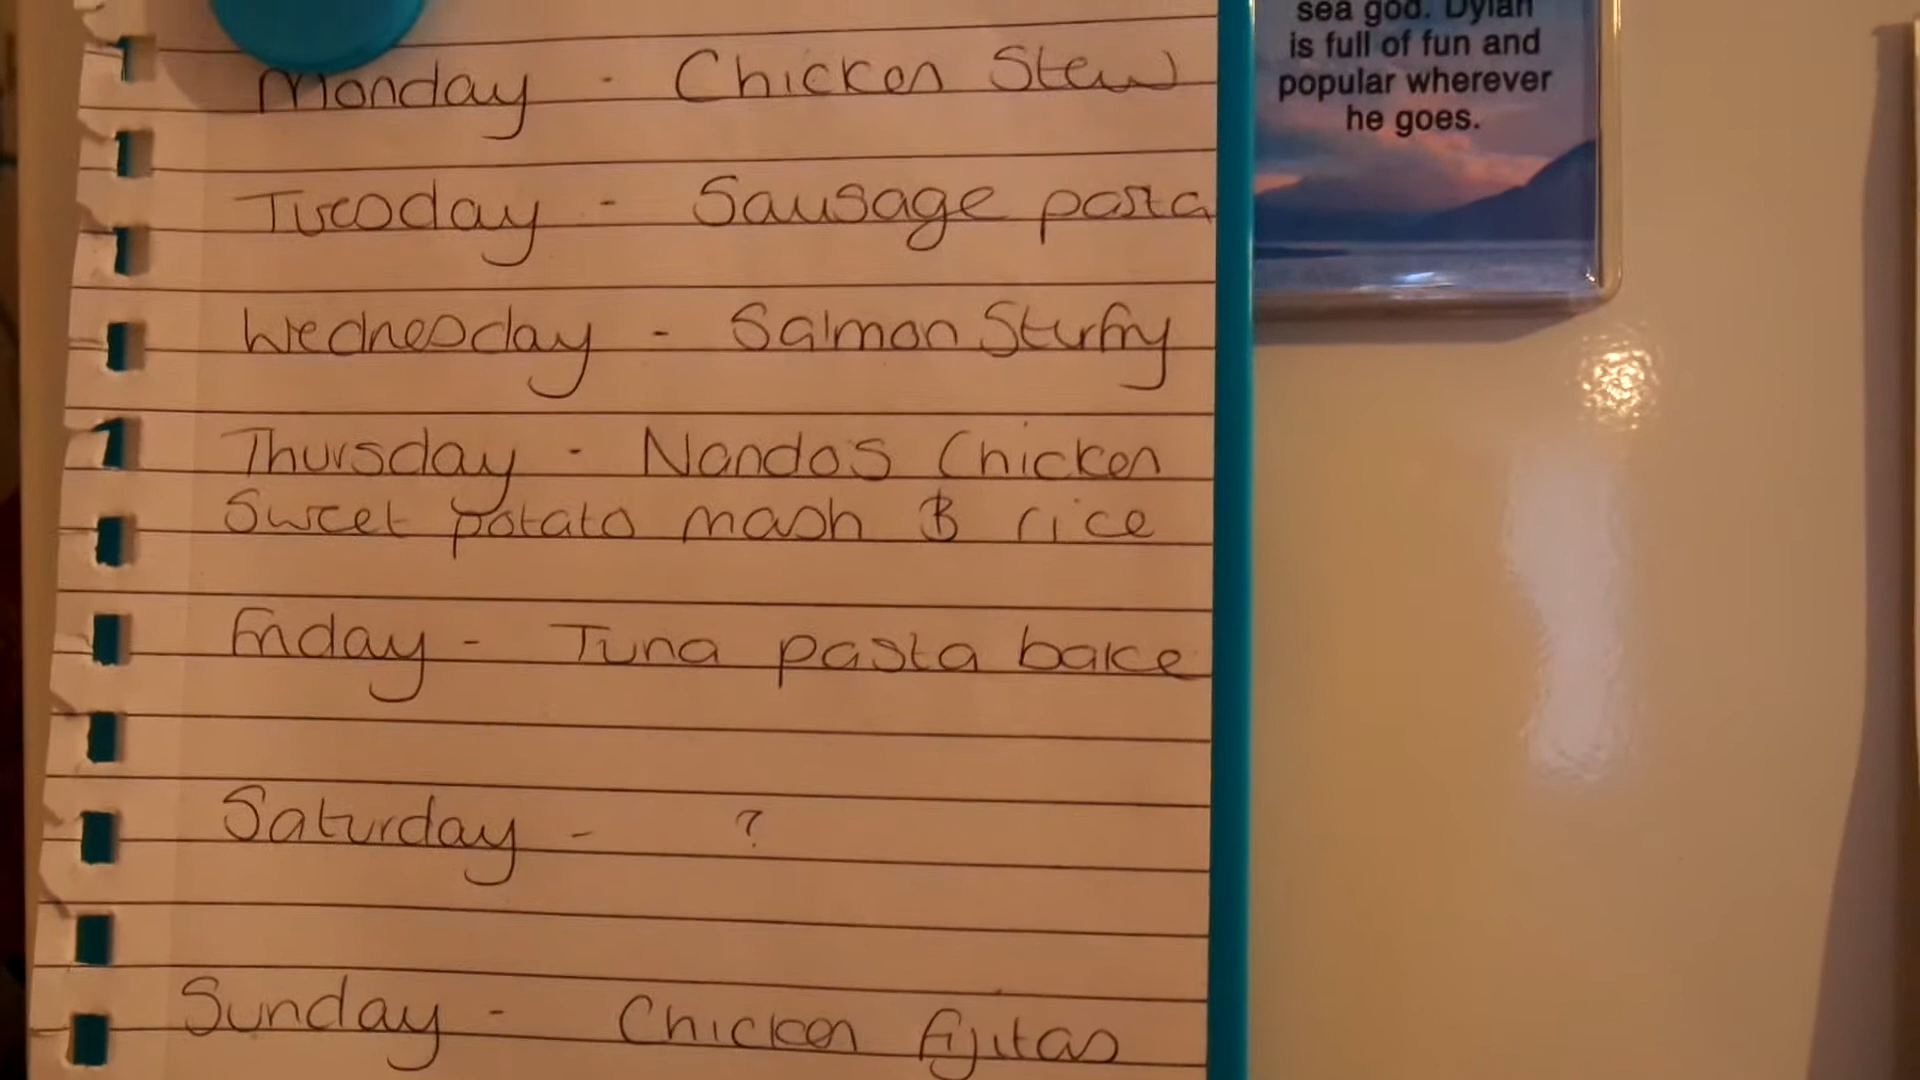 Monday - Chicken Stew
Tuesday - Sausage pasta
Wednesday - Salmon Stirfry
Thursday - Nandos Chicken
Sweet potato mash & rice
Friday - Tuna pasta bake
Saturday - ?
Sunday - Chicken fijitas
sea god. Dylan
is full of fun and
popular wherever
he goes.